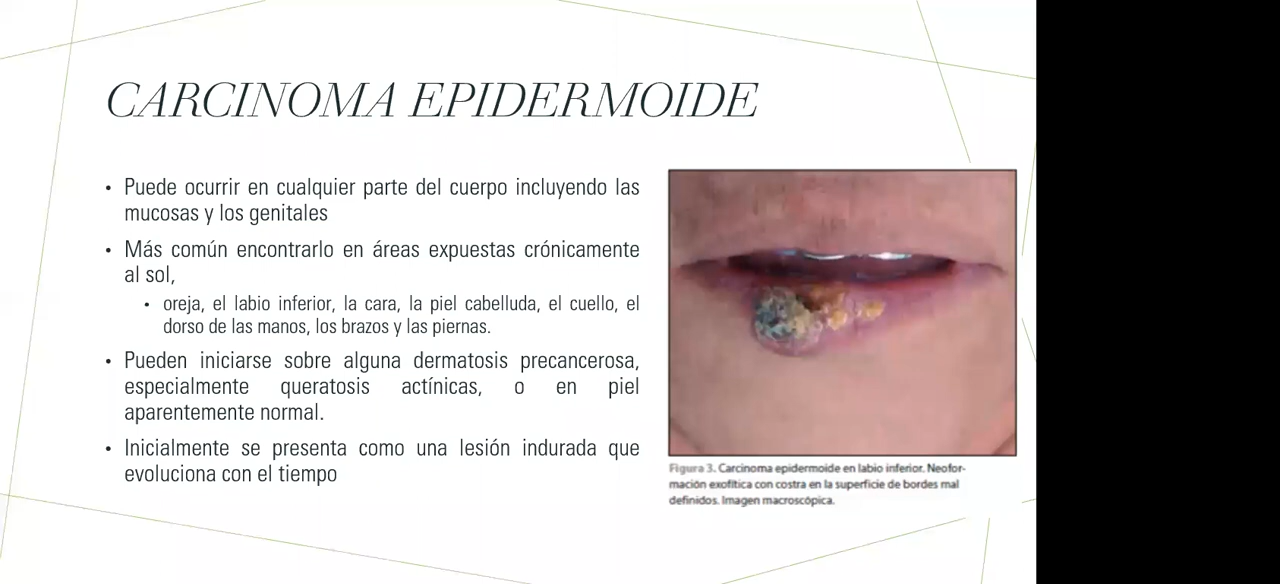 CARCINOMA EPIDERMOIDE
• Puede ocurrir en cualquier parte del cuerpo incluyendo las
mucosas y los genitales
• Más común encontrarlo en áreas expuestas crónicamente
al sol,
• oreja, el labio inferior, la cara, la piel cabelluda, el cuello, el
dorso de las manos, los brazos y las piernas.
• Pueden iniciarse sobre alguna dermatosis precancerosa,
especialmente queratosis actínicas, o en piel
aparentemente normal.
• Inicialmente se presenta como una lesión indurada que
evoluciona con el tiempo
Figura 3. Carcinoma epidermoide en labio inferior. Neofor-
mación exofítica con costra en la superficie de bordes mal
definidos. Imagen macroscópica.